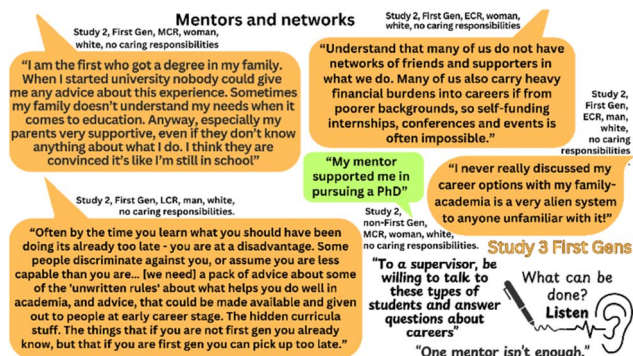 Mentors and networks
Study 2, First Gen, MCR, woman,
white, no caring responsibilities
“I am the first who got a degree in my family.
When I started university nobody could give
me any advice about this experience. Sometimes
my family doesn’t understand my needs when it
comes to education. Anyway, especially my
parents very supportive, even if they don’t know
anything about what I do. I think they are
convinced it’s like I’m still in school”
Study 2, First Gen, ECR, woman,
white, no caring responsibilities
“Understand that many of us do not have
networks of friends and supporters in
what we do. Many of us also carry heavy
financial burdens into careers if from
poorer backgrounds, so self-funding
internships, conferences and events is
often impossible.”
Study 2,
First Gen,
ECR, man,
white,
no caring
responsibilities
“I never really discussed my
career options with my family-
academia is a very alien system
to anyone unfamiliar with it!”
“My mentor
supported me in
pursuing a PhD”
Study 2,
non-First Gen,
MCR, woman, white,
no caring responsibilities.
Study 2, First Gen, LCR, man, white,
no caring responsibilities.
“Often by the time you learn what you should have been
doing its already too late - you are at a disadvantage. Some
people discriminate against you, or assume you are less
capable than you are... [we need] a pack of advice about some
of the 'unwritten rules' about what helps you do well in
academia, and advice, that could be made available and given
out to people at early career stage. The hidden curricula
stuff. The things that if you are not first gen you already
know, but that if you are first gen you can pick up too late.”
Study 3 First Gens
“To a supervisor, be
willing to talk to
these types of
students and answer
questions about
careers”
What can be
done?
Listen
“One mentor isn’t enough.”